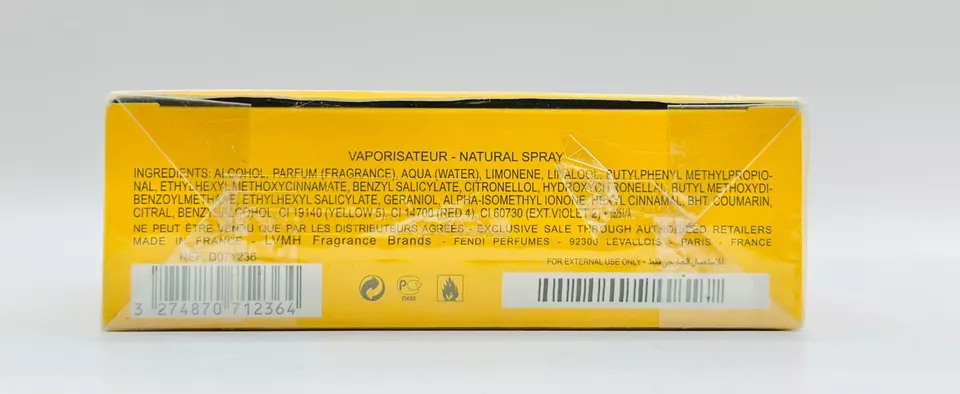 VAPORISATEUR - NATURAL SPRAY
INGREDIENTS: ALCOHOL, PARFUM (FRAGRANCE), AQUA (WATER), LIMONENE, LINALOOL, BUTYLPHENYL METHYLPROPIO-
NAL, ETHYLHEXYL METHOXYCINNAMATE, BENZYL SALICYLATE, CITRONELLOL, HYDROXYCITRONELLAL, BUTYL METHOXYDI-
BENZOYLMETHANE, ETHYLHEXYL SALICYLATE, GERANIOL, ALPHA-ISOMETHYL IONONE, HEXYL CINNAMAL, BHT, COUMARIN,
CITRAL, BENZYL ALCOHOL, CI 19140 (YELLOW 5), CI 14700 (RED 4), CI 60730 (EXT. VIOLET 2)
NE PEUT ÊTRE VENDU QUE PAR LES DISTRIBUTEURS AGRÉÉS - EXCLUSIVE SALE THROUGH AUTHORIZED RETAILERS
MADE IN FRANCE - LVMH Fragrance Brands - FENDI PERFUMES - 92300 LEVALLOIS - PARIS - FRANCE
REF. D071236
FOR EXTERNAL USE ONLY - للاستعمال الخارجي فقط
3 274870 712364